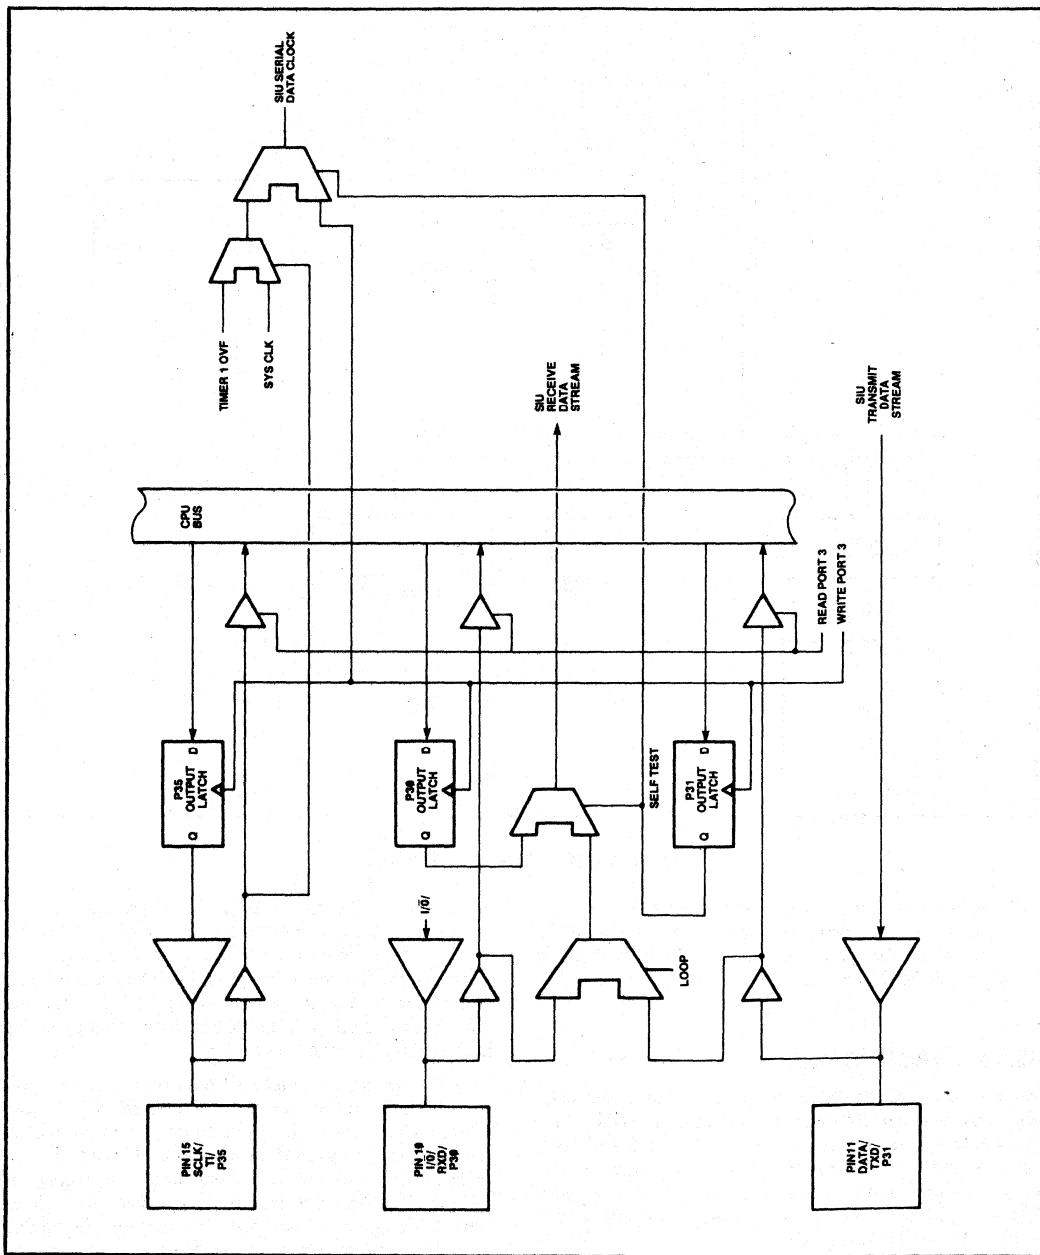 SIU SERIAL
DATA CLOCK
TIMER 1 OVF
SYS CLK
SIU
RECEIVE
DATA
STREAM
SIU
TRANSMIT
DATA
STREAM
CPU
BUS
READ PORT 3
WRITE PORT 3
P35
OUTPUT
LATCH
D
Q
P30
OUTPUT
LATCH
D
Q
SELF TEST
P31
OUTPUT
LATCH
D
Q
I/O̅/
LOOP
PIN 15
SCLK/
TI/
P35
PIN 10
I/O̅/
RXD/
P30
PIN11
DATA/
TXD/
P31